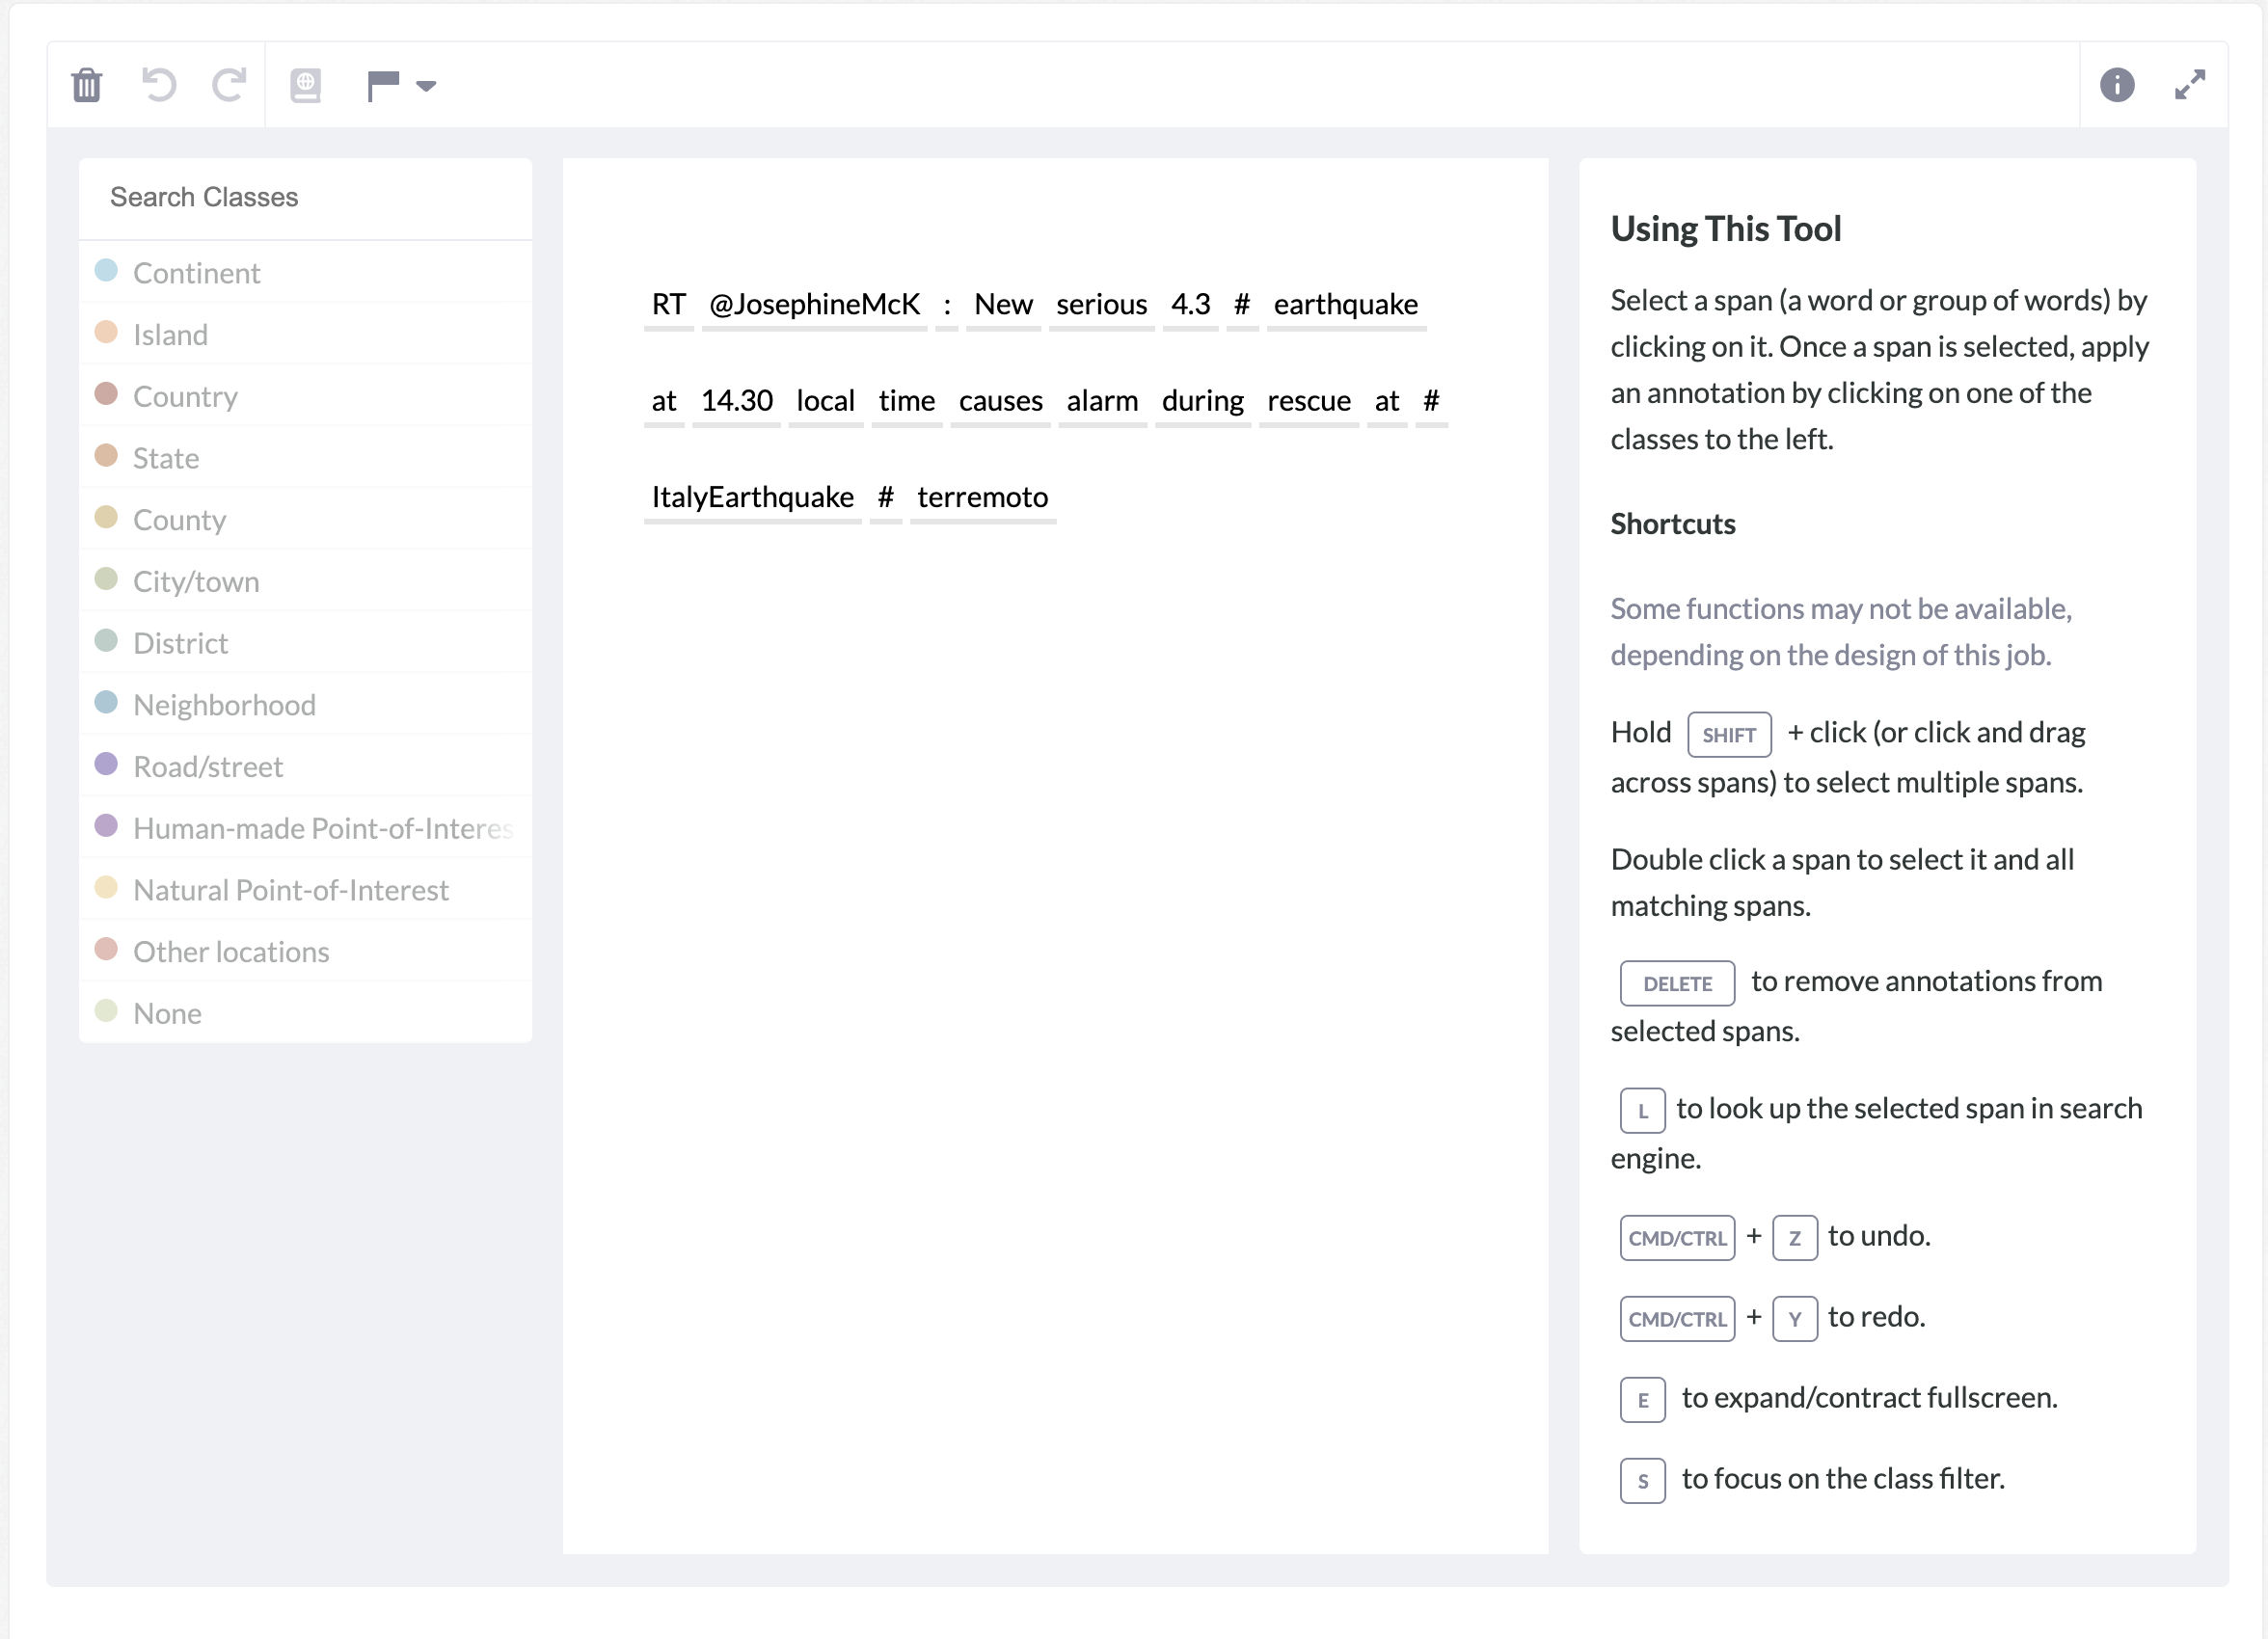 Search Classes
Continent
Island
Country
State
County
City/town
District
Neighborhood
Road/street
Human-made Point-of-Interes
Natural Point-of-Interest
Other locations
None
RT @JosephineMcK : New serious 4.3 # earthquake
at 14.30 local time causes alarm during rescue at #
ItalyEarthquake # terremoto
Using This Tool
Select a span (a word or group of words) by
clicking on it. Once a span is selected, apply
an annotation by clicking on one of the
classes to the left.
Shortcuts
Some functions may not be available,
depending on the design of this job.
Hold SHIFT + click (or click and drag
across spans) to select multiple spans.
Double click a span to select it and all
matching spans.
DELETE to remove annotations from
selected spans.
L to look up the selected span in search
engine.
CMD/CTRL + Z to undo.
CMD/CTRL + Y to redo.
E to expand/contract fullscreen.
S to focus on the class filter.